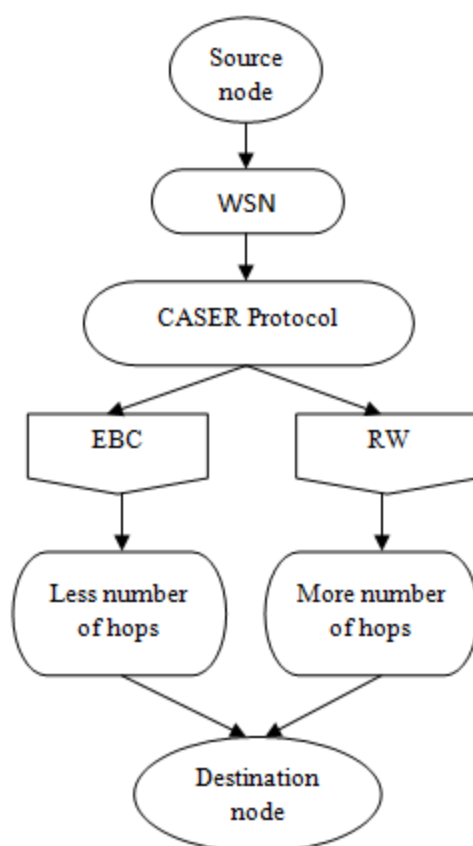 Source
node
WSN
CASER Protocol
EBC
RW
Less number
of hops
More number
of hops
Destination
node